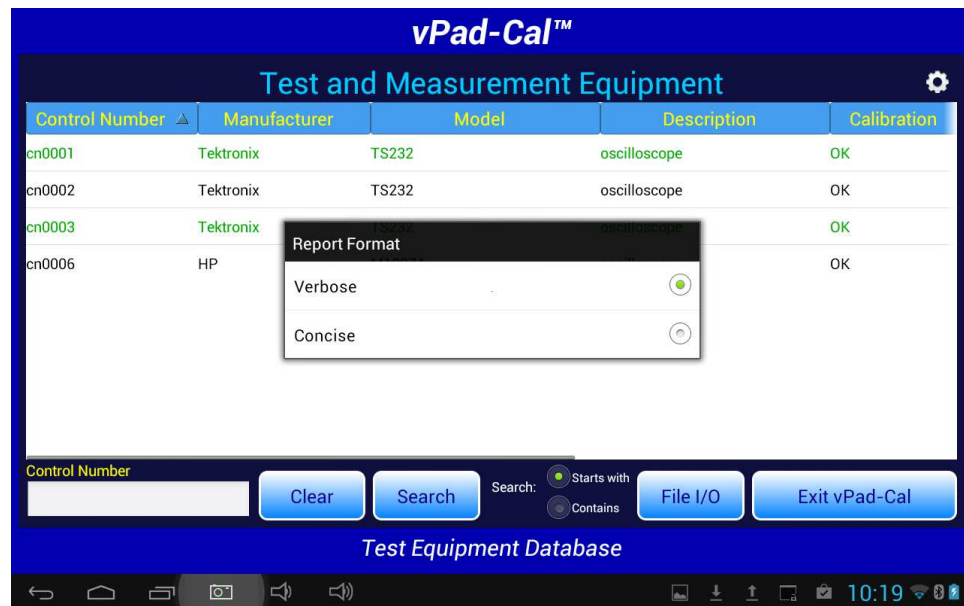 vPad-Cal™
Test and Measurement Equipment
Control Number Manufacturer Model Description Calibration
cn0001 Tektronix TS232 oscilloscope OK
cn0002 Tektronix TS232 oscilloscope OK
cn0003 Tektronix TS232 oscilloscope OK
cn0006 HP OK
Report Format
Verbose
Concise
Control Number
Clear Search Search: Starts with
Contains
File I/O Exit vPad-Cal
Test Equipment Database
10:19